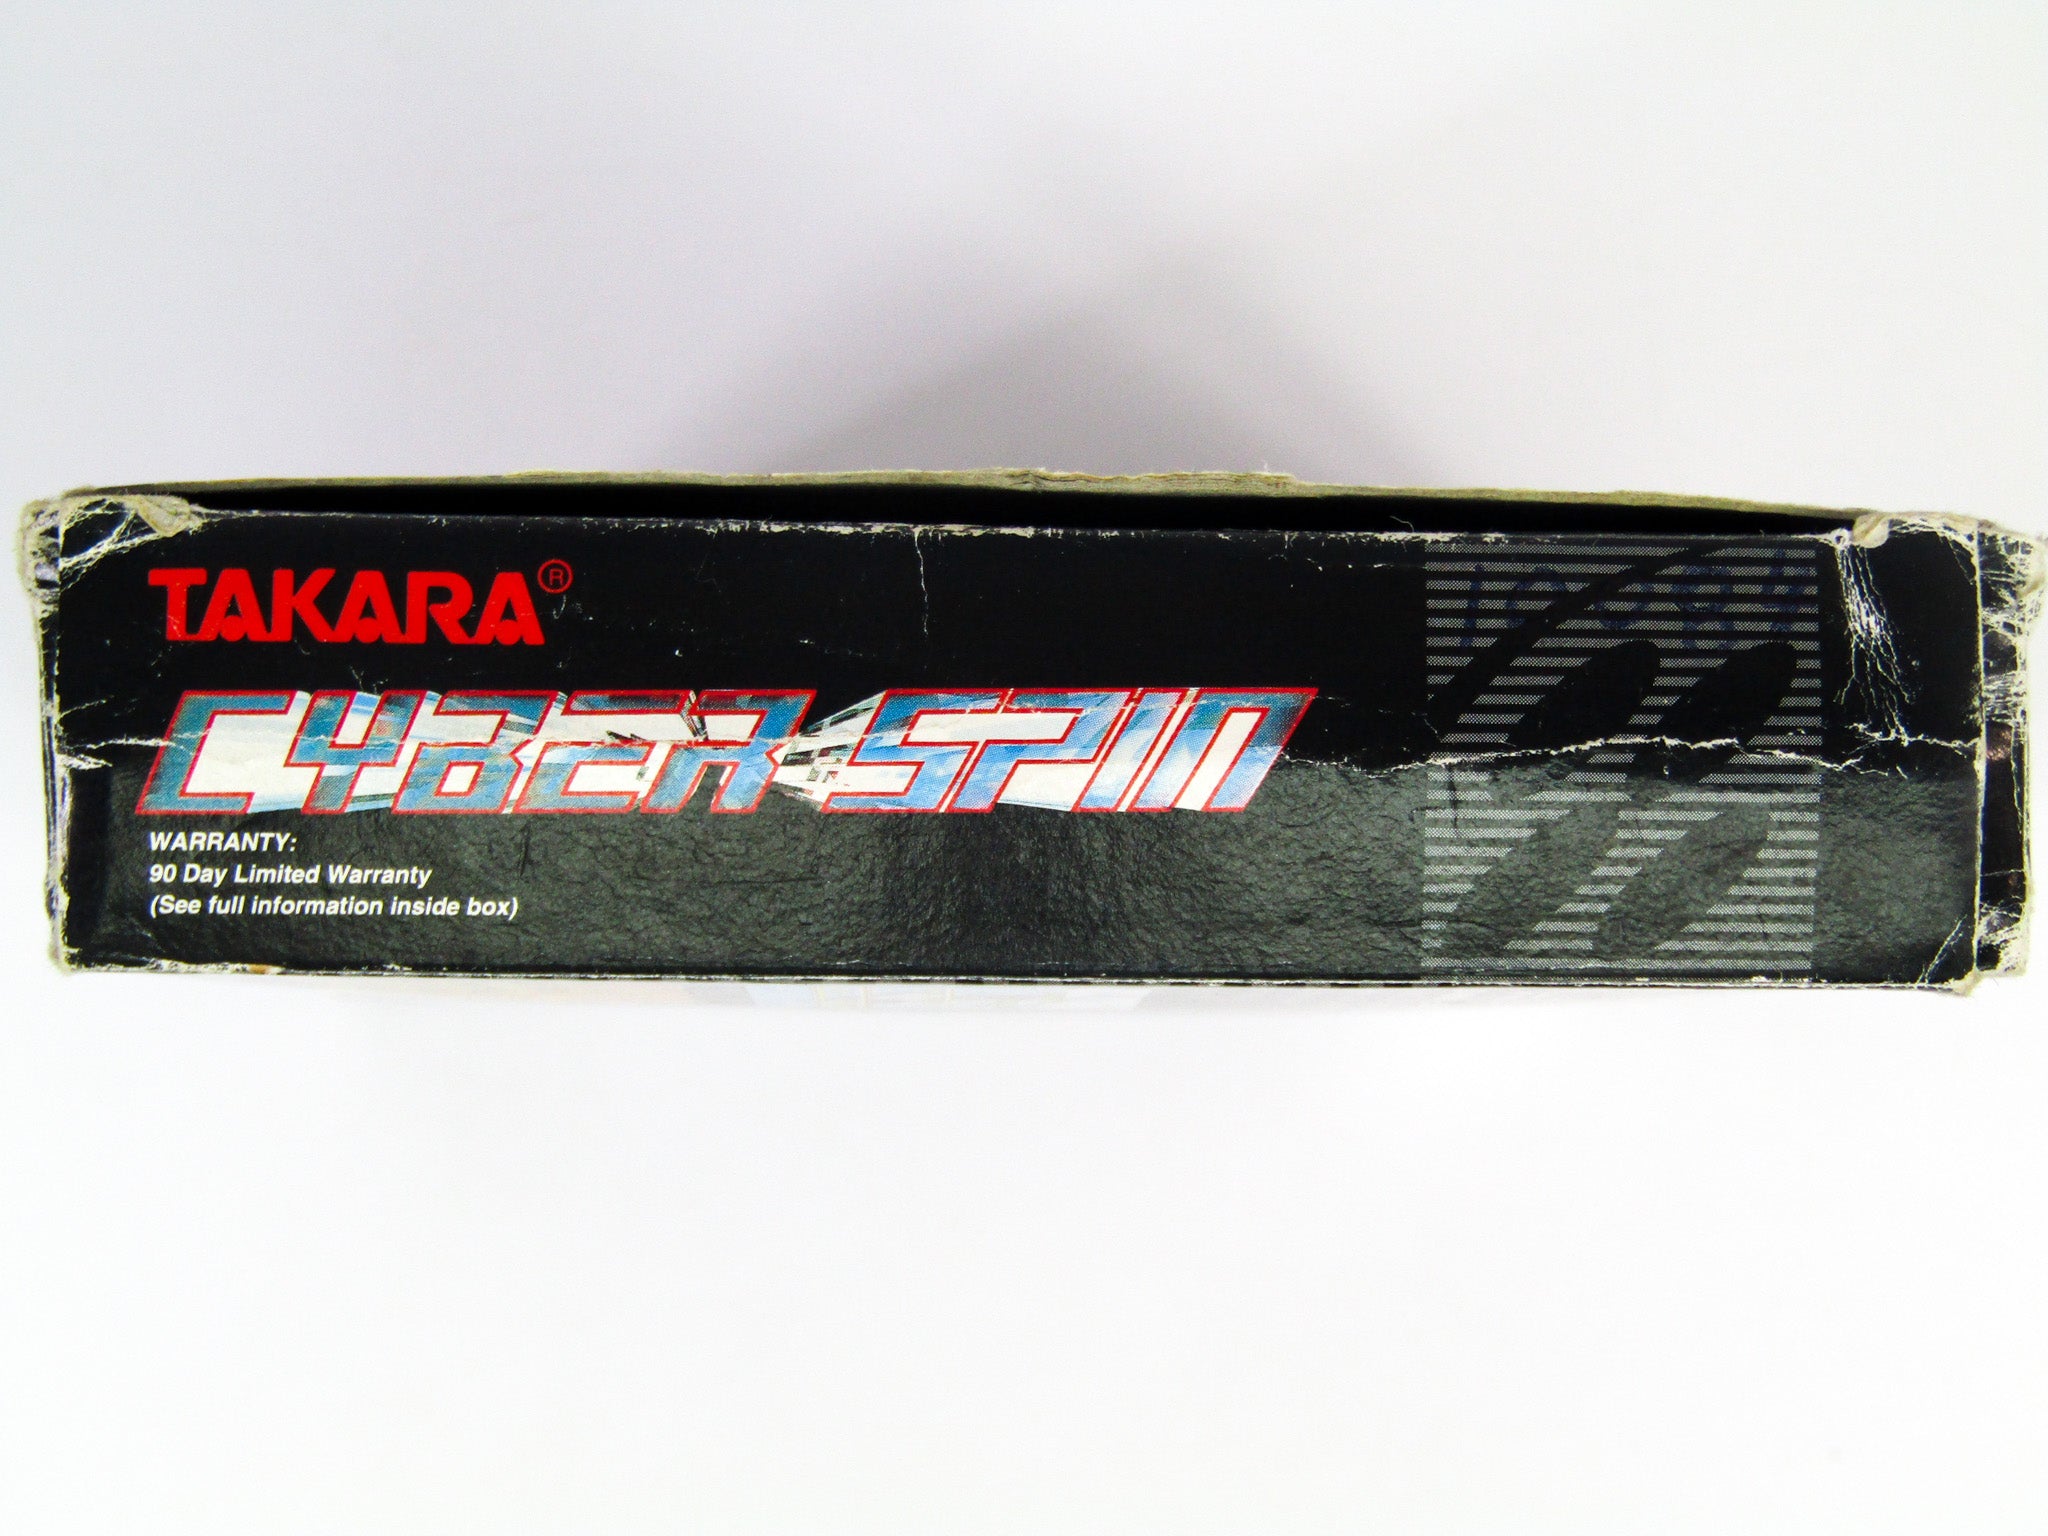 TAKARA®
CYBER SPIN
WARRANTY:
90 Day Limited Warranty
(See full information inside box)